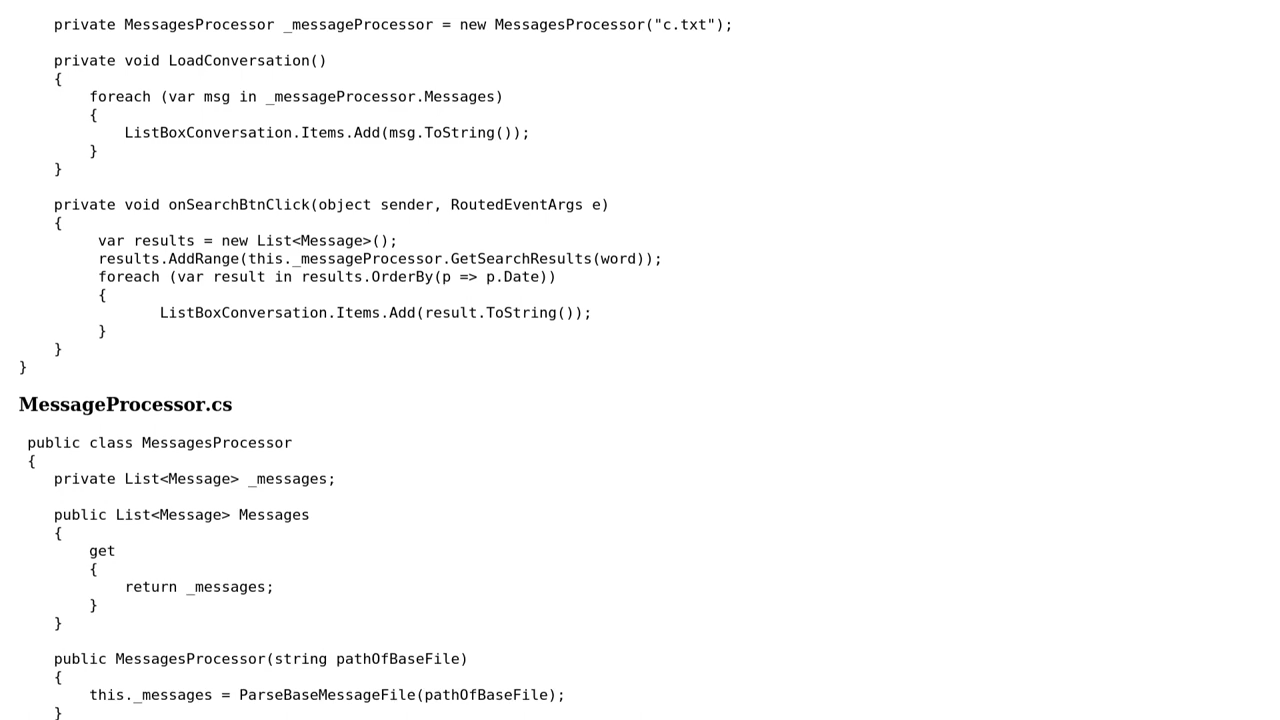 private MessagesProcessor _messageProcessor = new MessagesProcessor("c.txt");

    private void LoadConversation()
    {
        foreach (var msg in _messageProcessor.Messages)
        {
            ListBoxConversation.Items.Add(msg.ToString());
        }
    }

    private void onSearchBtnClick(object sender, RoutedEventArgs e)
    {
         var results = new List<Message>();
         results.AddRange(this._messageProcessor.GetSearchResults(word));
         foreach (var result in results.OrderBy(p => p.Date))
         {
                ListBoxConversation.Items.Add(result.ToString());
         }
    }
}
MessageProcessor.cs
 public class MessagesProcessor
 {
    private List<Message> _messages;

    public List<Message> Messages
    {
        get
        {
            return _messages;
        }
    }

    public MessagesProcessor(string pathOfBaseFile)
    {
        this._messages = ParseBaseMessageFile(pathOfBaseFile);
    }